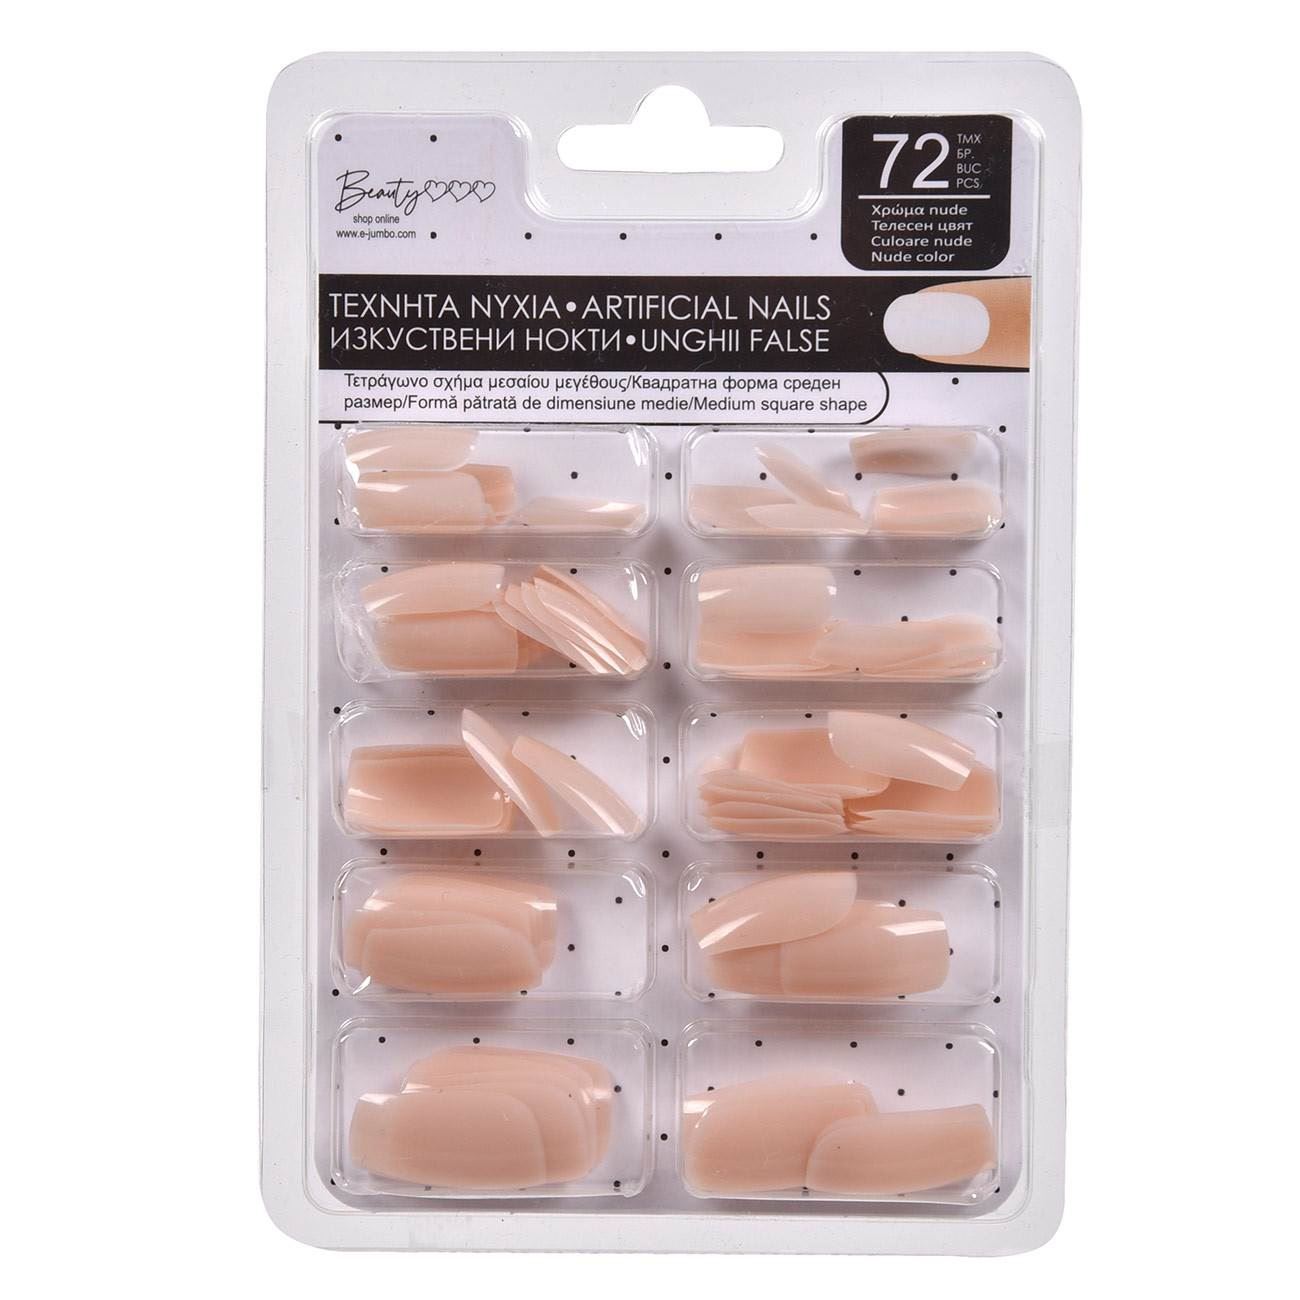 Beauty
shop online
www.e-jumbo.com
72
ΤΜΧ
БР.
BUC
PCS
Χρώμα nude
Телесен цвят
Culoare nude
Nude color
ΤΕΧΝΗΤΑ ΝΥΧΙΑ • ARTIFICIAL NAILS
ИЗКУСТВЕНИ НОКТИ • UNGHII FALSE
Τετράγωνο σχήμα μεσαίου μεγέθους/Квадратна форма среден
размер/Formă pătrată de dimensiune medie/Medium square shape